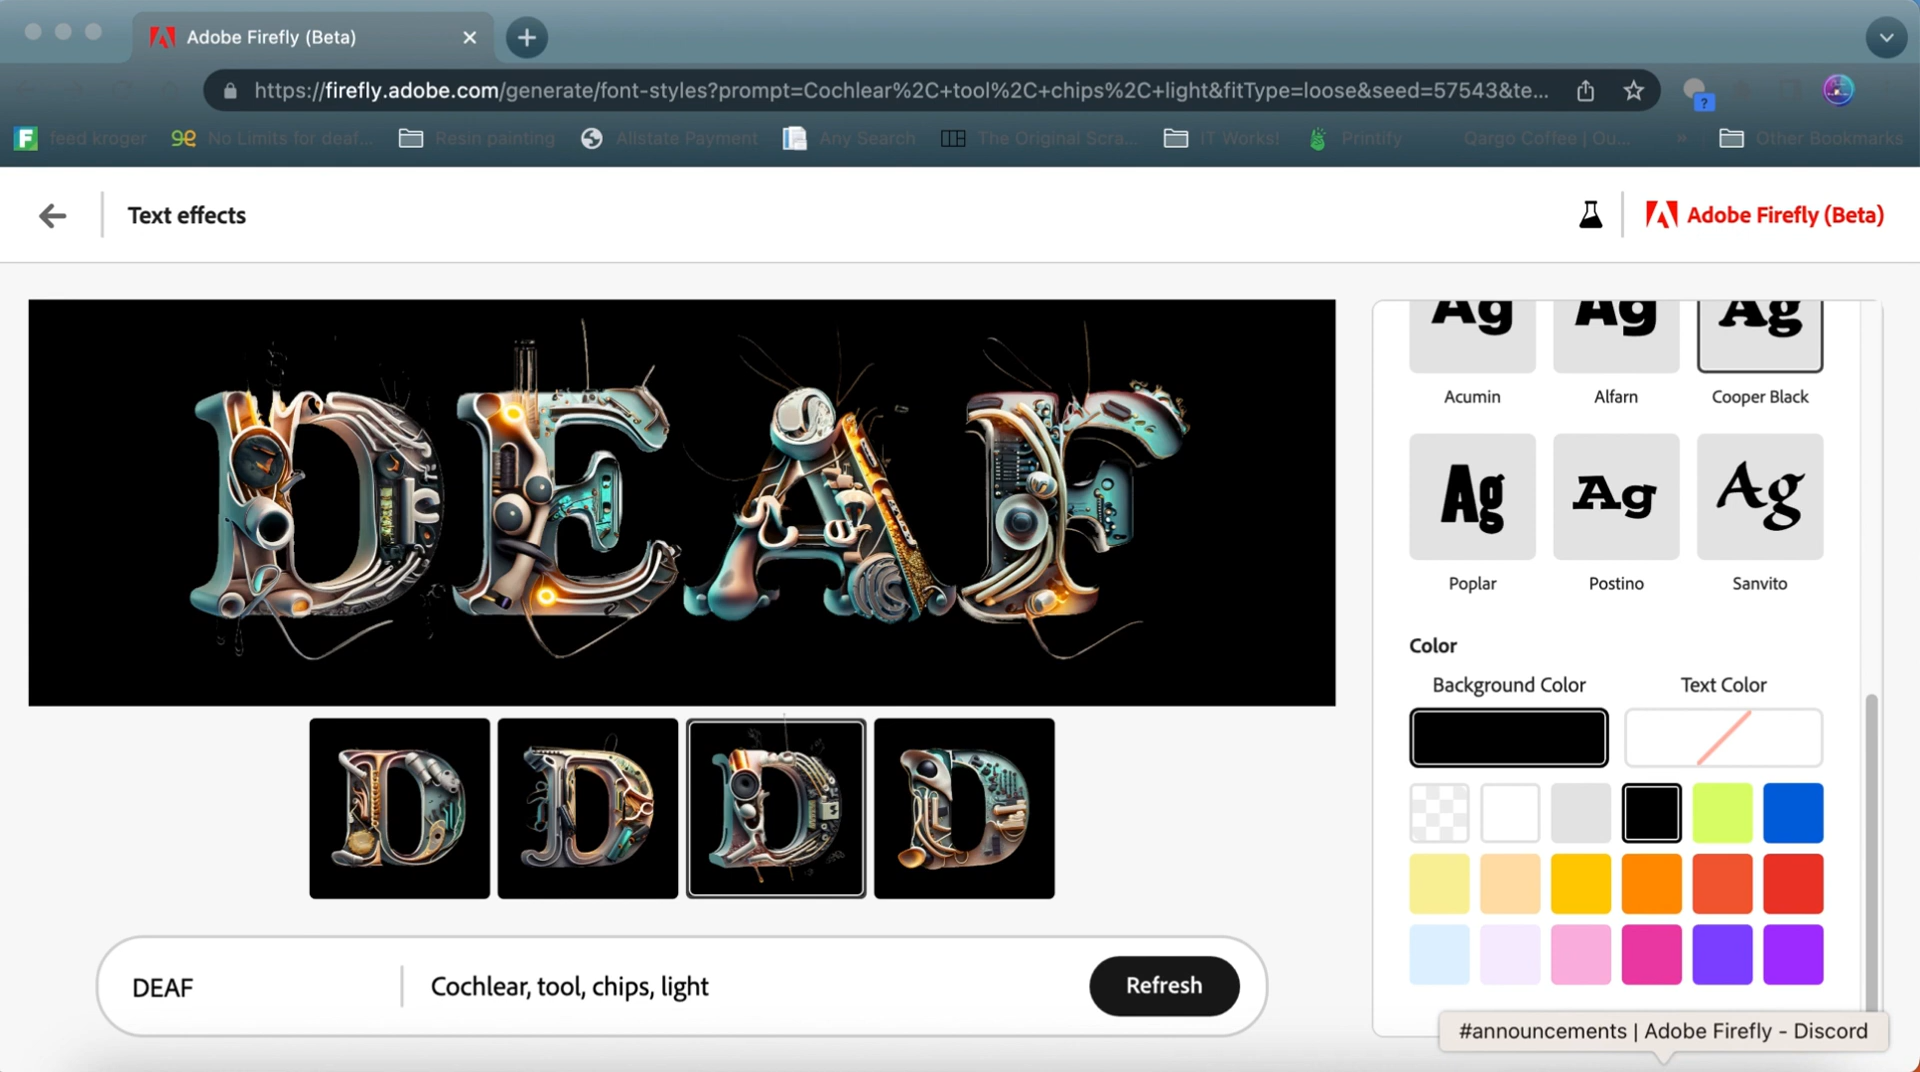 Adobe Firefly (Beta)
https://firefly.adobe.com/generate/font-styles?prompt=Cochlear%2C+tool%2C+chips%2C+light&fitType=loose&seed=57543&te...
?
feed kroger
No Limits for deaf...
Resin painting
Allstate Payment
Any Search
The Original Scra...
IT Works!
Printify
Qargo Coffee | Ou...
»
Other Bookmarks
Text effects
Adobe Firefly (Beta)
DEAF
Ag Ag Ag
Acumin Alfarn Cooper Black
Ag Ag Ag
Poplar Postino Sanvito
Color
Background Color Text Color
D D D D
DEAF
Cochlear, tool, chips, light
Refresh
#announcements | Adobe Firefly - Discord